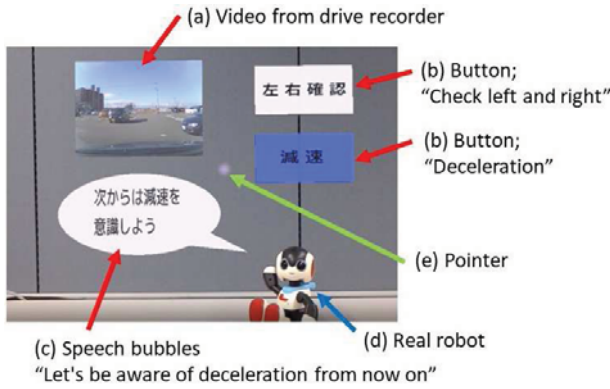 (a) Video from drive recorder
左右確認
(b) Button;
“Check left and right”
減速
(b) Button;
“Deceleration”
次からは減速を
意識しよう
(e) Pointer
(d) Real robot
(c) Speech bubbles
“Let's be aware of deceleration from now on”